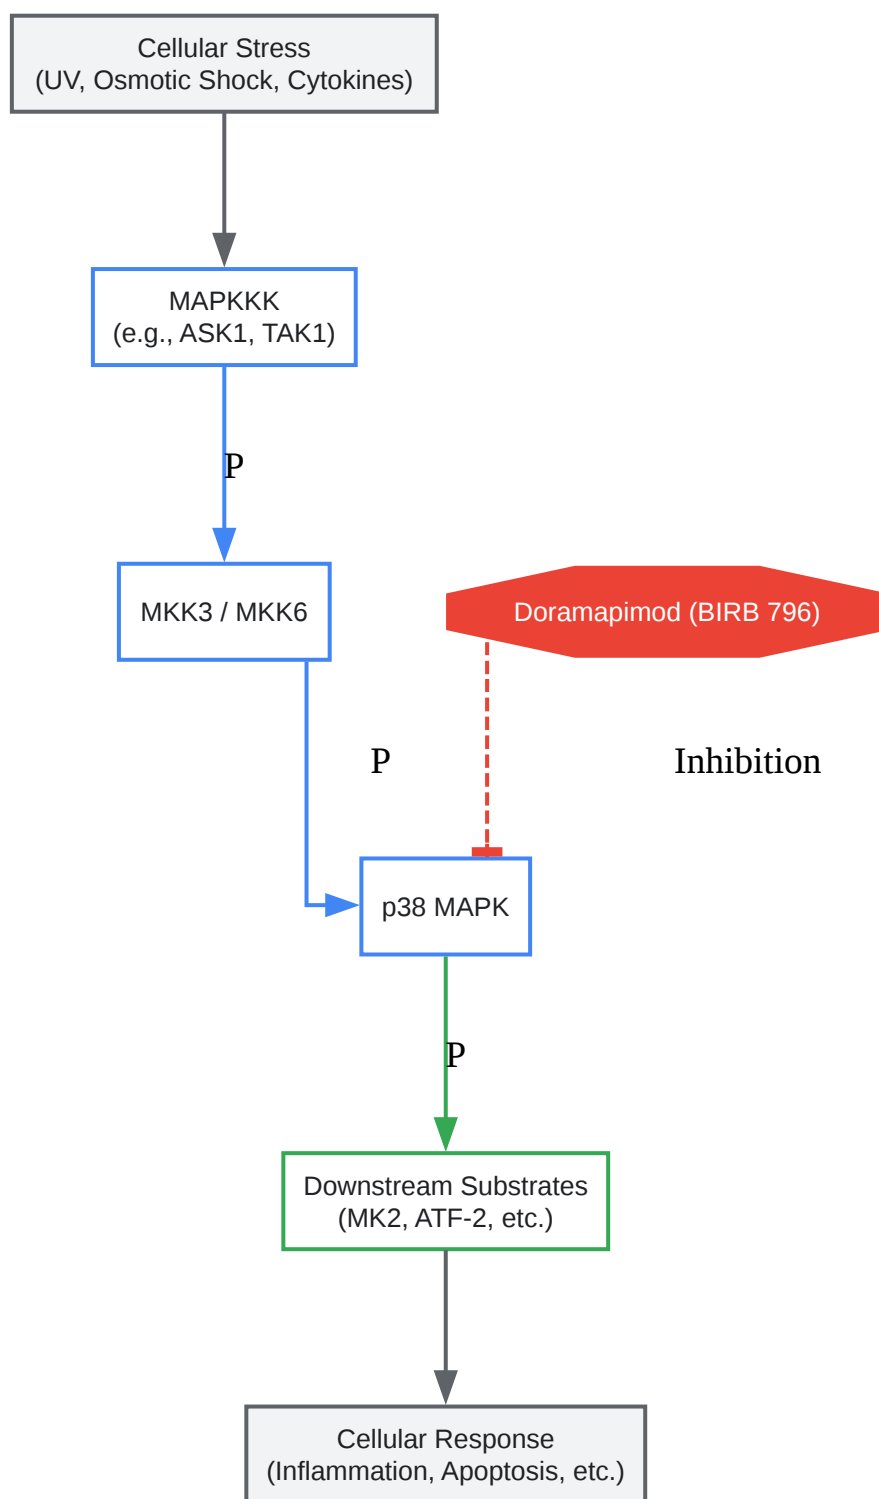 Cellular Stress
(UV, Osmotic Shock, Cytokines)
MAPKKK
(e.g., ASK1, TAK1)
P
MKK3 / MKK6
Doramapimod (BIRB 796)
P
Inhibition
p38 MAPK
P
Downstream Substrates
(MK2, ATF-2, etc.)
Cellular Response
(Inflammation, Apoptosis, etc.)